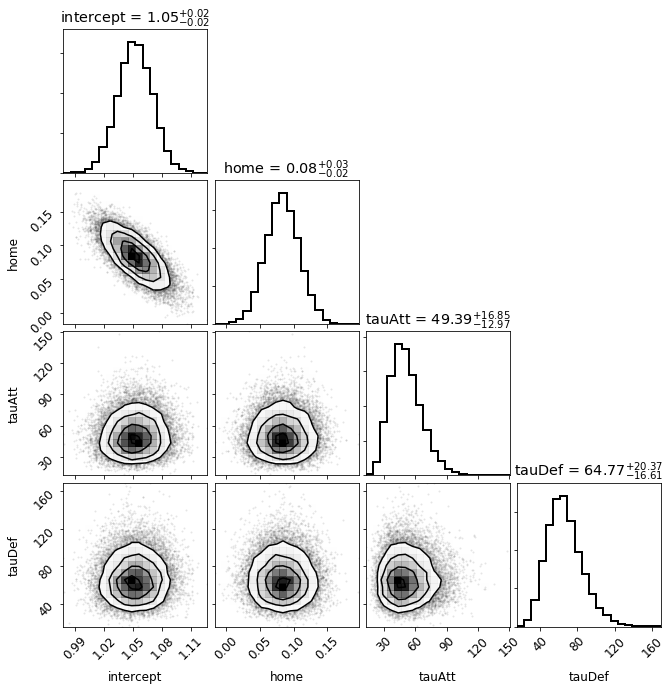 intercept = 1.05+0.02−0.02
home = 0.08+0.03−0.02
0.15
0.10
0.05
0.00
home
tauAtt = 49.39+16.85−12.97
150
120
90
60
30
tauAtt
tauDef = 64.77+20.37−16.61
160
120
80
40
tauDef
0.99 1.02 1.05 1.08 1.11
0.00 0.05 0.10 0.15
30 60 90 120 150
40 80 120 160
intercept home tauAtt tauDef